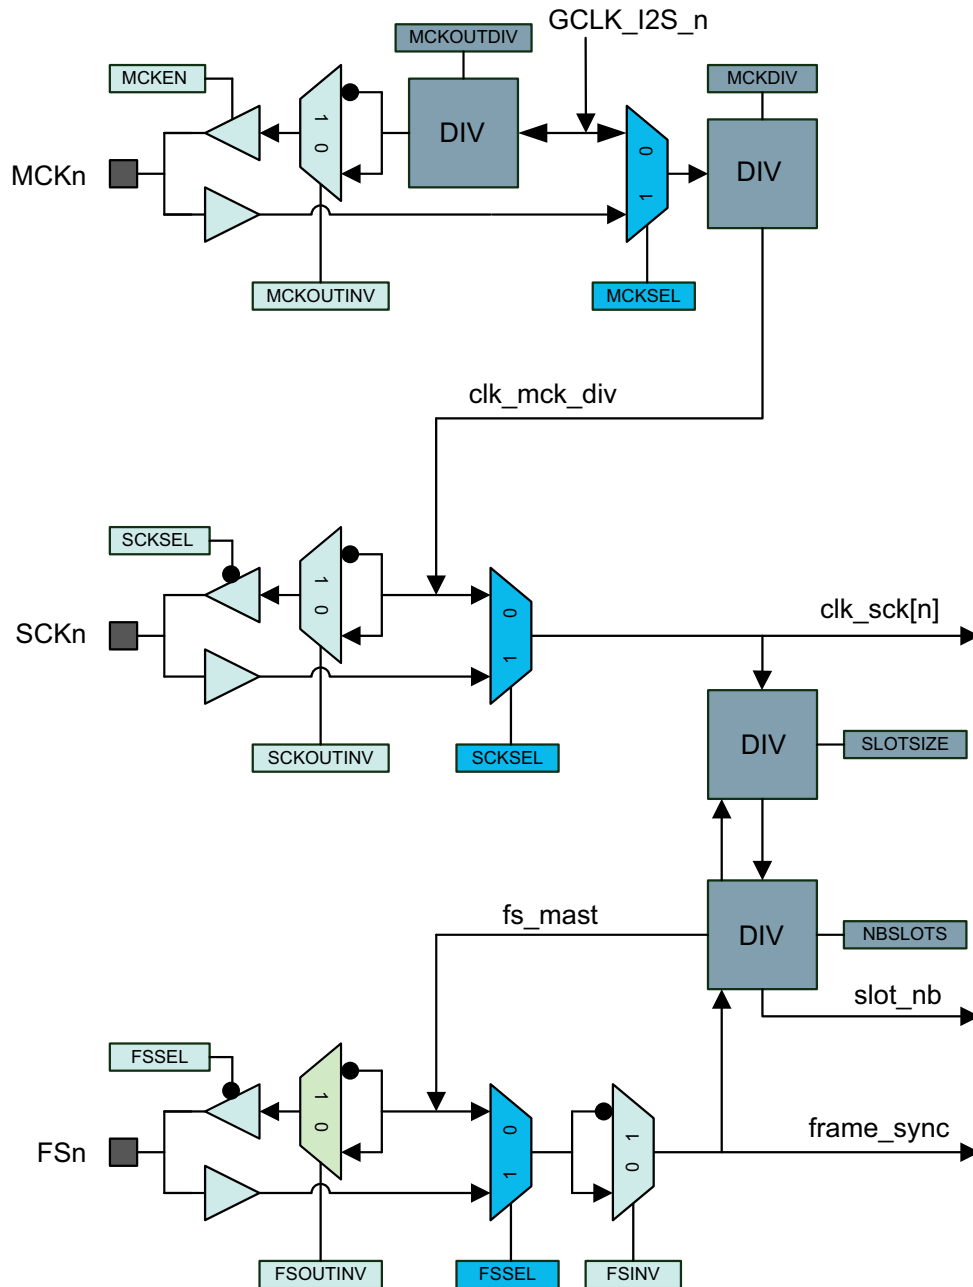 GCLK_I2S_n
MCKOUTDIV
MCKEN
MCKDIV
1
0
DIV
0
1
DIV
MCKn
MCKOUTINV
MCKSEL
clk_mck_div
SCKSEL
1
0
0
1
clk_sck[n]
SCKn
DIV
SLOTSIZE
SCKOUTINV
SCKSEL
fs_mast
DIV
NBSLOTS
slot_nb
FSSEL
1
0
0
1
1
0
frame_sync
FSn
FSOUTINV
FSSEL
FSINV